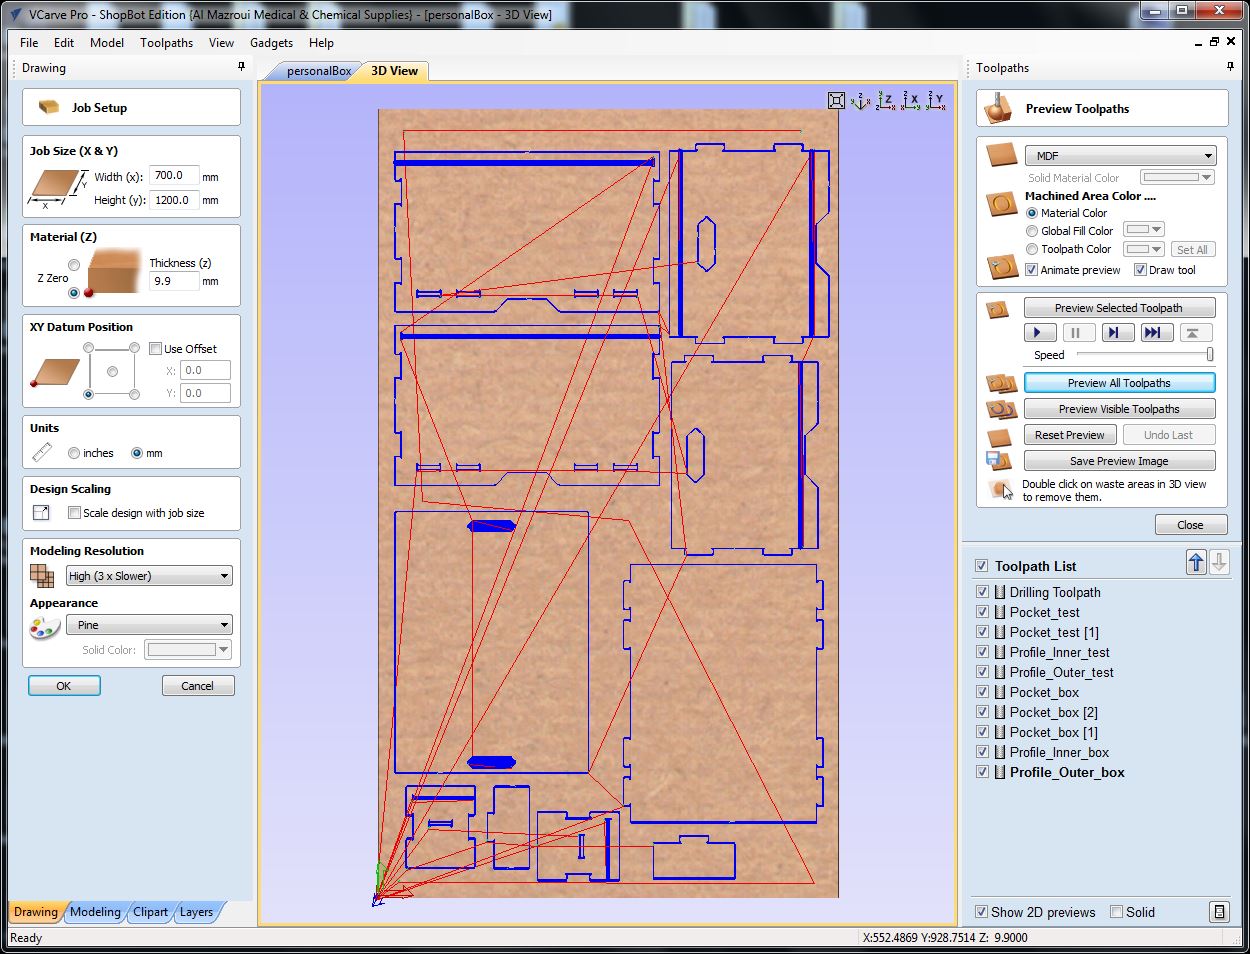 VCarve Pro - ShopBot Edition {Al Mazroui Medical & Chemical Supplies} - [personalBox - 3D View]
File Edit Model Toolpaths View Gadgets Help
Drawing
Job Setup
Job Size (X & Y)
Width (x): 700.0 mm
Height (y): 1200.0 mm
Y
X
Material (Z)
Z Zero
Thickness (z)
9.9 mm
XY Datum Position
Use Offset
X: 0.0
Y: 0.0
Units
inches mm
Design Scaling
Scale design with job size
Modeling Resolution
High (3 x Slower)
Appearance
Pine
Solid Color:
OK Cancel
Drawing Modeling Clipart Layers
Ready
personalBox 3D View
Toolpaths
Preview Toolpaths
MDF
Solid Material Color
Machined Area Color ....
Material Color
Global Fill Color
Toolpath Color Set All
Animate preview Draw tool
Preview Selected Toolpath
Speed
Preview All Toolpaths
Preview Visible Toolpaths
Reset Preview Undo Last
Save Preview Image
Double click on waste areas in 3D view
to remove them.
Close
Toolpath List
Drilling Toolpath
Pocket_test
Pocket_test [1]
Profile_Inner_test
Profile_Outer_test
Pocket_box
Pocket_box [2]
Pocket_box [1]
Profile_Inner_box
Profile_Outer_box
Show 2D previews Solid
X:552.4869 Y:928.7514 Z: 9.9000